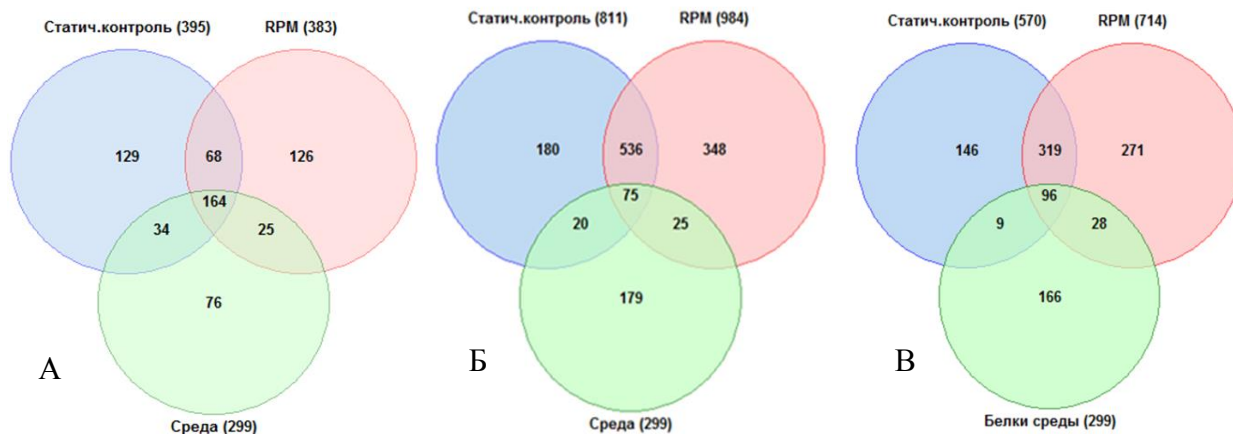 Статич.контроль (395) RPM (383)
129 68 126
164
34 25
76
А
Среда (299)
Статич.контроль (811) RPM (984)
180 536 348
75
20 25
179
Б
Среда (299)
Статич.контроль (570) RPM (714)
146 319 271
96
9 28
166
В
Белки среды (299)